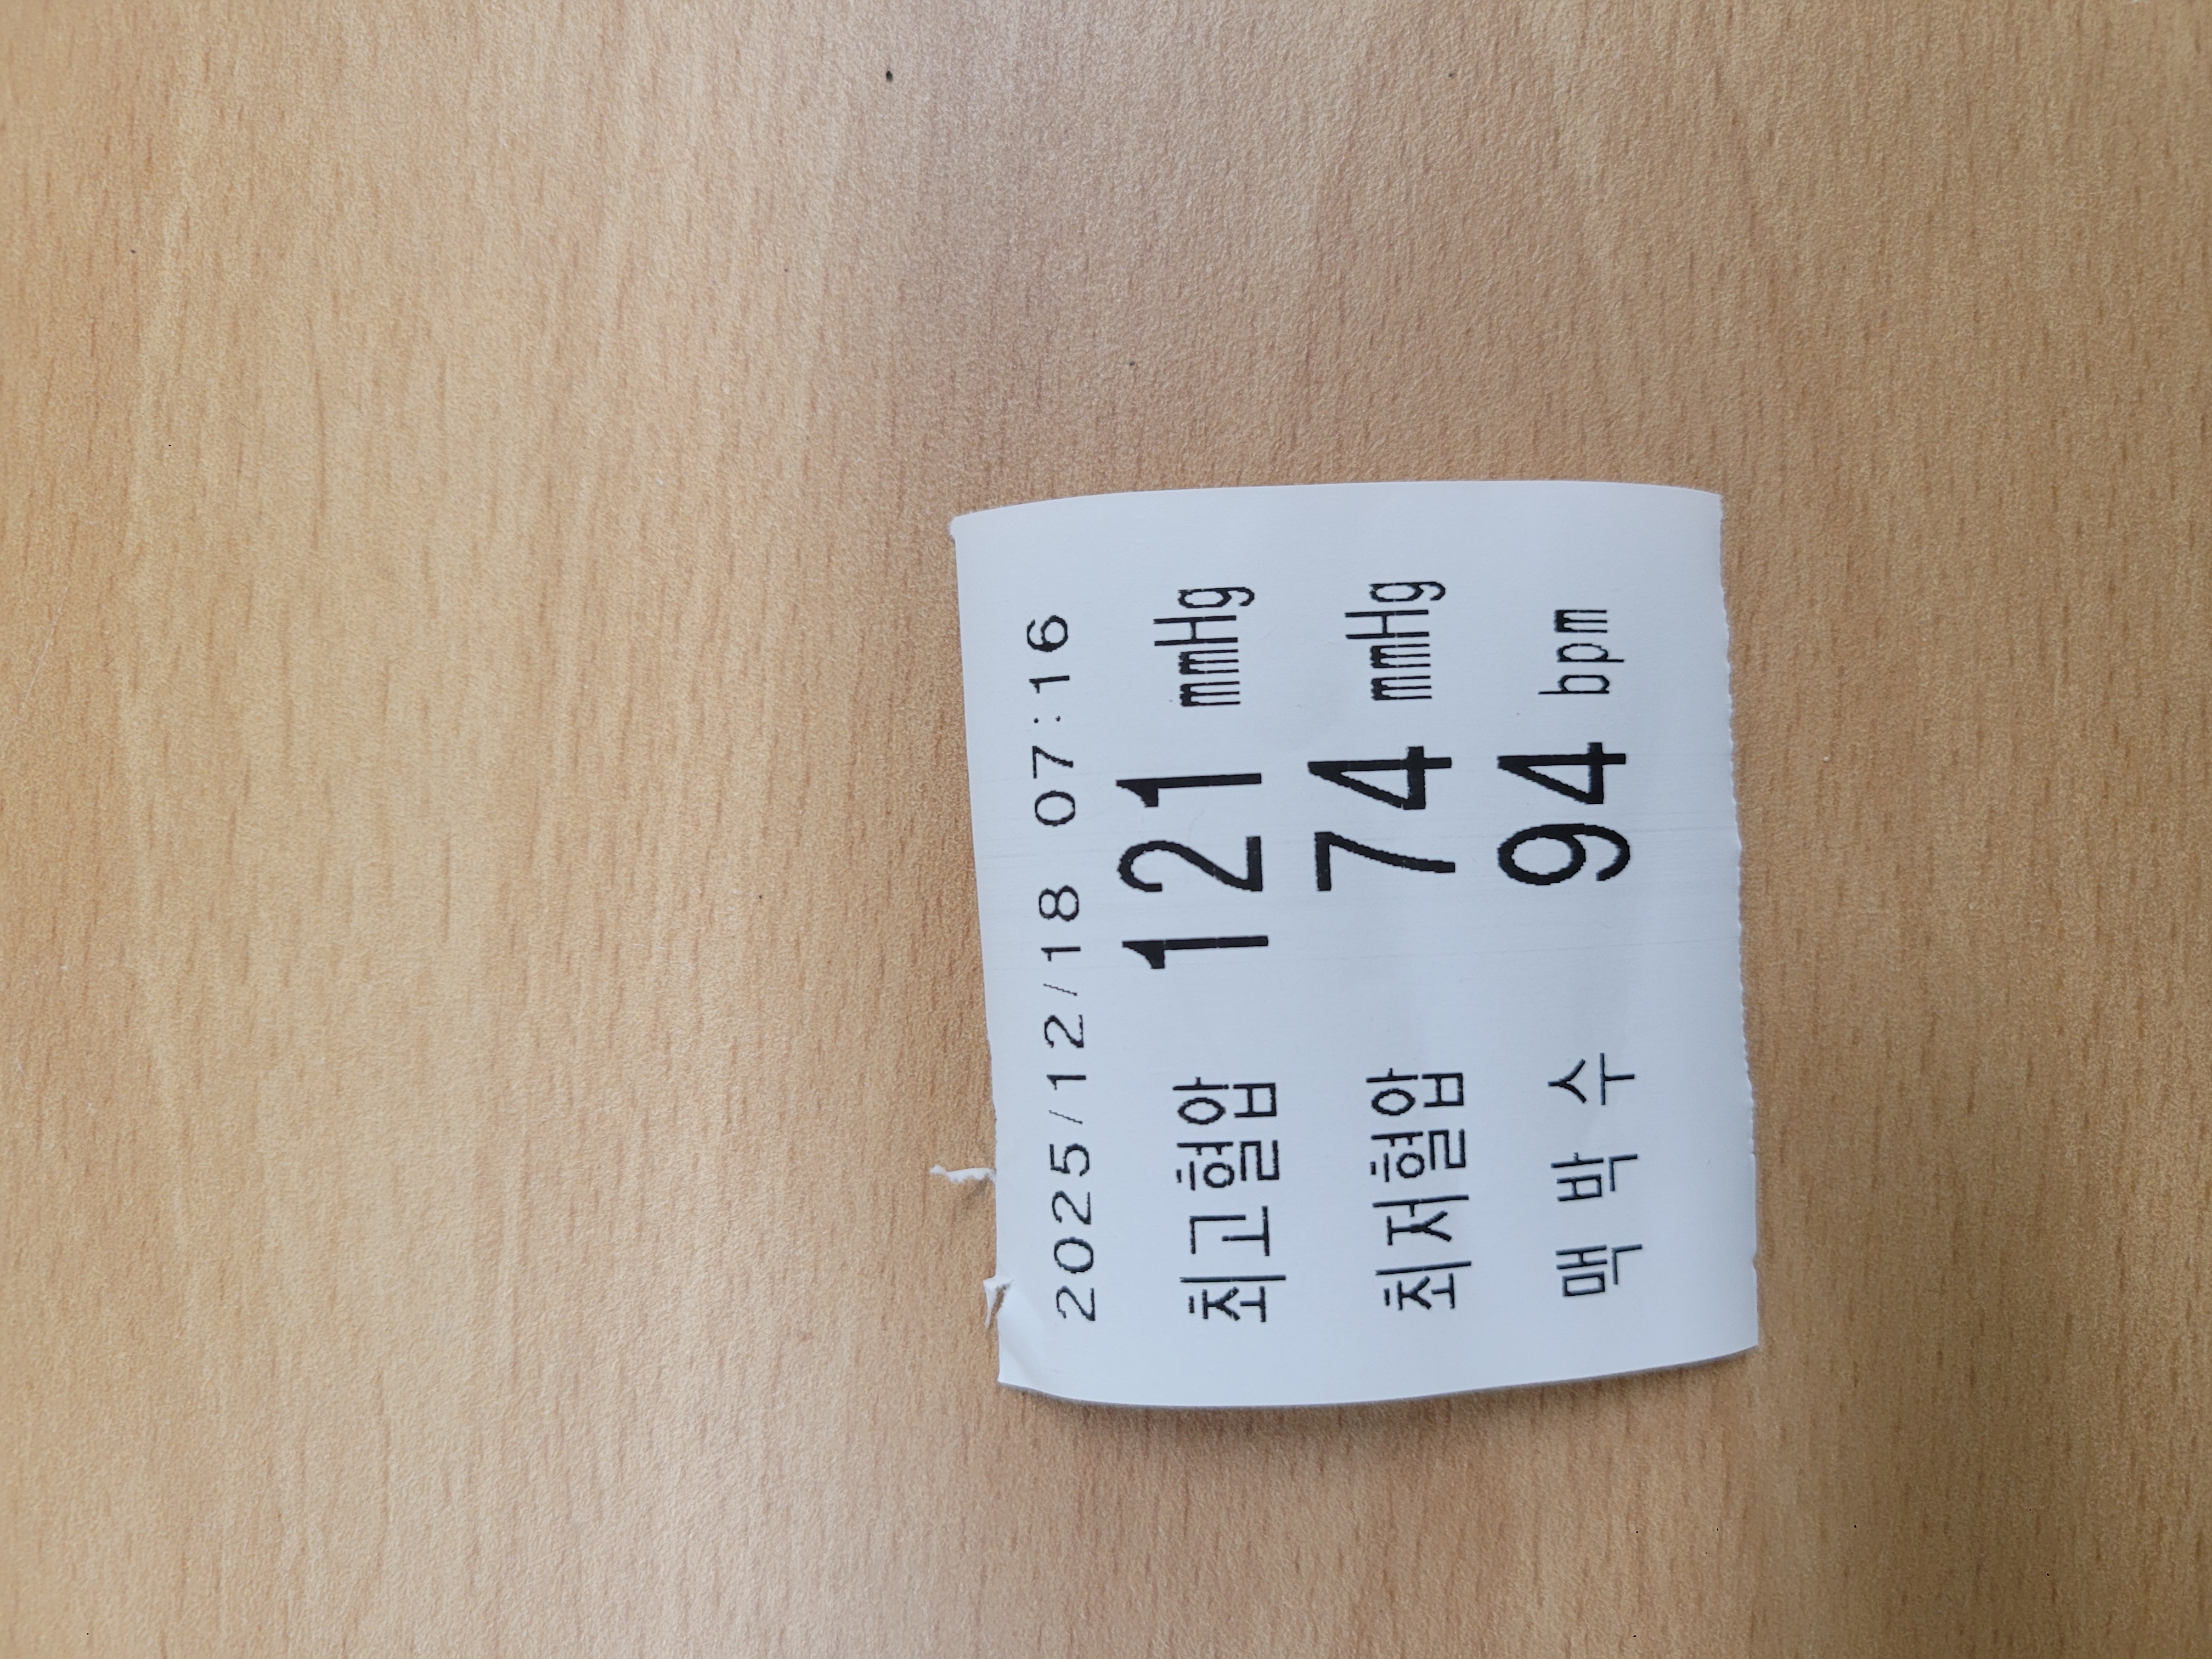 2025/12/18 07:16
최고혈압 121 mmHg
최저혈압 74 mmHg
맥 박 수 94 bpm